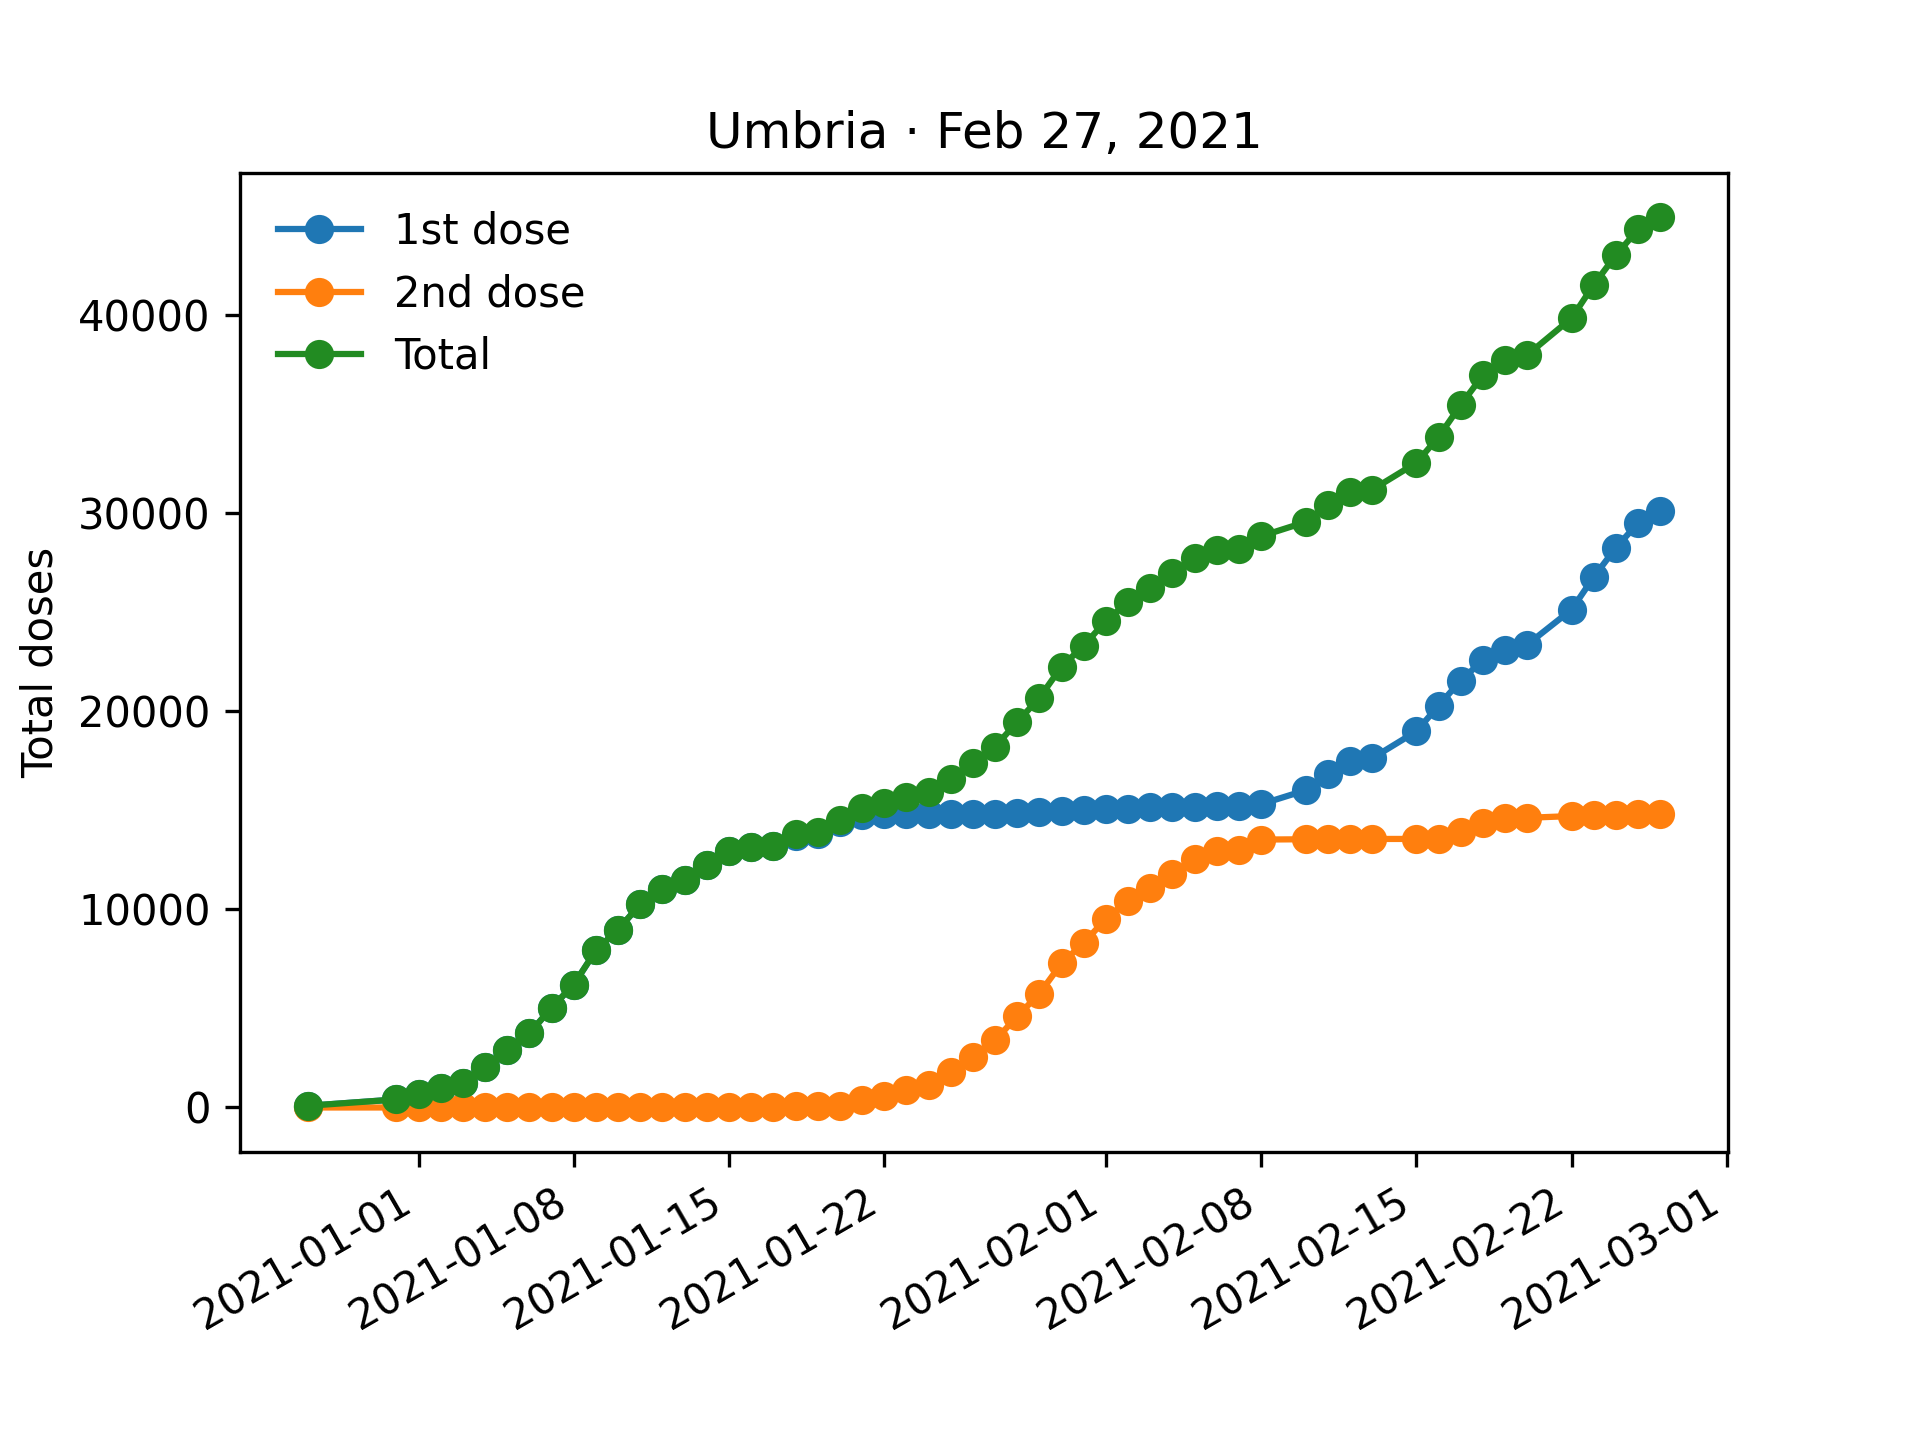 Umbria · Feb 27, 2021
1st dose
2nd dose
Total
Total doses
40000
30000
20000
10000
0
2021-01-01
2021-01-08
2021-01-15
2021-01-22
2021-02-01
2021-02-08
2021-02-15
2021-02-22
2021-03-01